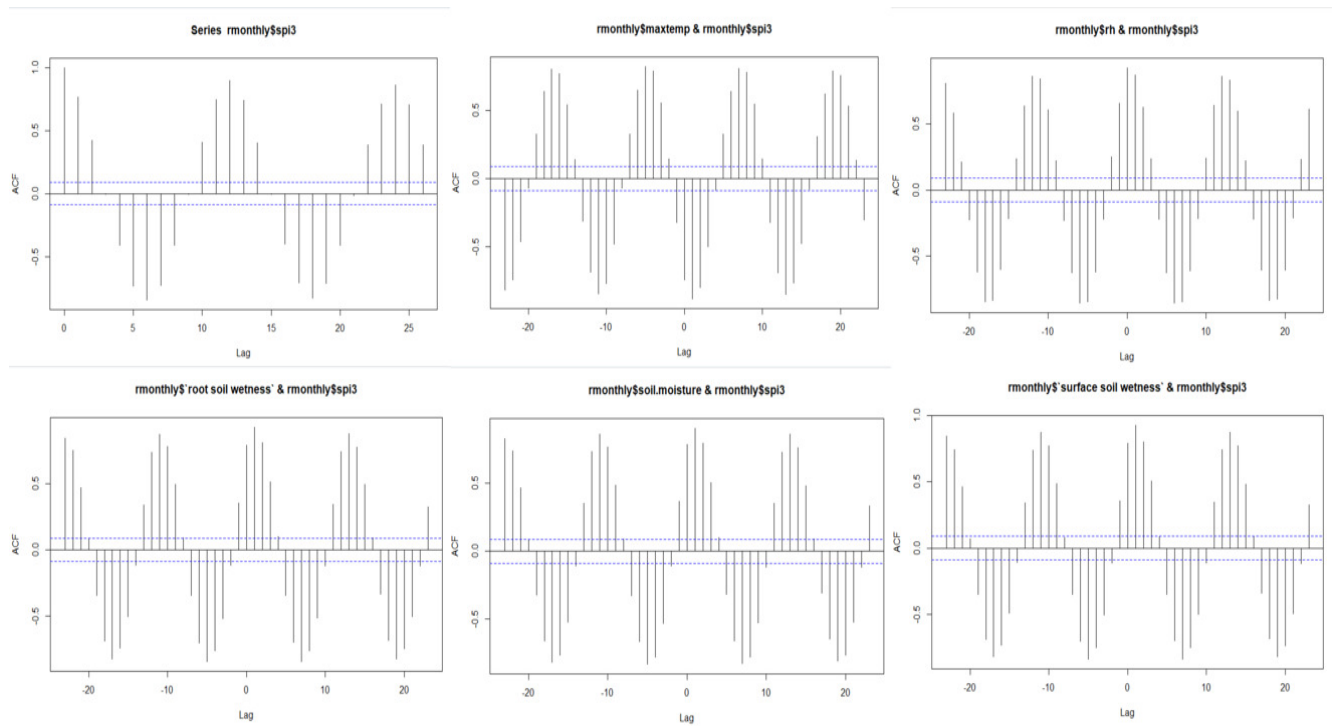 Series rmonthly$spi3
ACF
1.0
0.5
0.0
-0.5
0 5 10 15 20 25
Lag
rmonthly$maxtemp & rmonthly$spi3
ACF
0.5
0.0
-0.5
-20 -10 0 10 20
Lag
rmonthly$rh & rmonthly$spi3
ACF
0.5
0.0
-0.5
-20 -10 0 10 20
Lag
rmonthly$`root soil wetness` & rmonthly$spi3
ACF
0.5
0.0
-0.5
-20 -10 0 10 20
Lag
rmonthly$soil.moisture & rmonthly$spi3
ACF
0.5
0.0
-0.5
-20 -10 0 10 20
Lag
rmonthly$`surface soil wetness` & rmonthly$spi3
ACF
1.0
0.5
0.0
-0.5
-20 -10 0 10 20
Lag